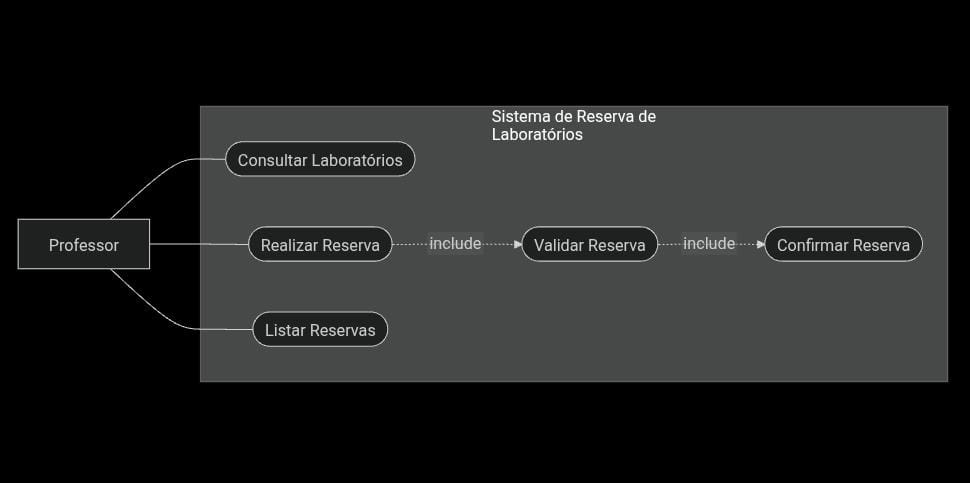 Sistema de Reserva de
Laboratórios
Consultar Laboratórios
Professor
Realizar Reserva
include
Validar Reserva
include
Confirmar Reserva
Listar Reservas